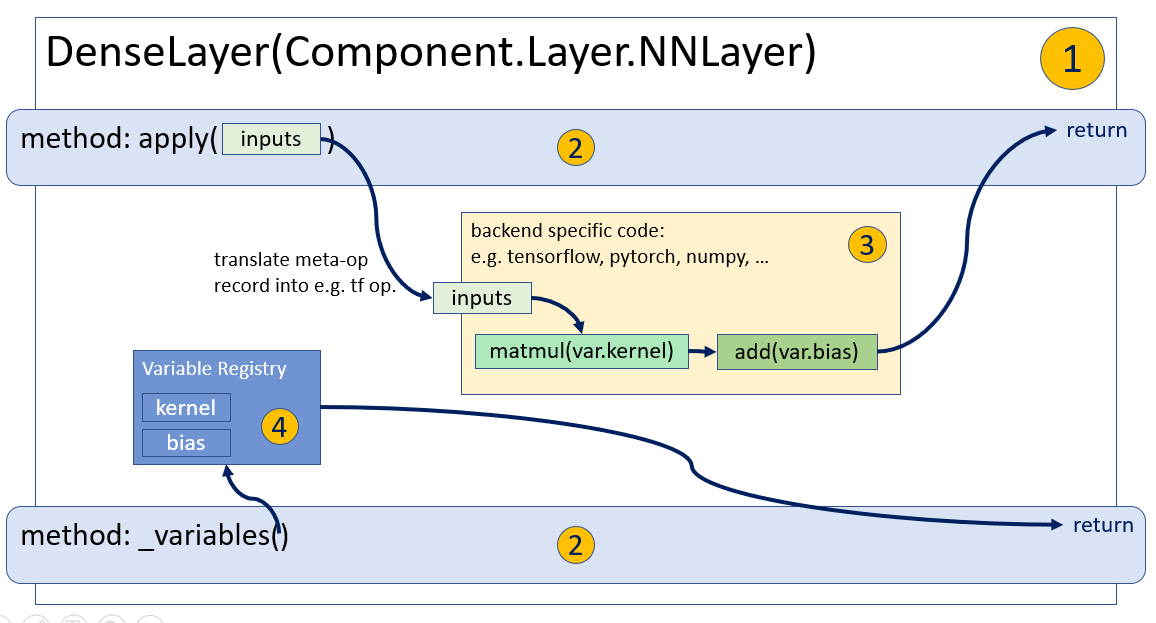 DenseLayer(Component.Layer.NNLayer)
1
method: apply( inputs )
2
return
backend specific code:
e.g. tensorflow, pytorch, numpy, ...
3
translate meta-op
record into e.g. tf op.
inputs
matmul(var.kernel)
add(var.bias)
Variable Registry
kernel
bias
4
method: _variables()
2
return